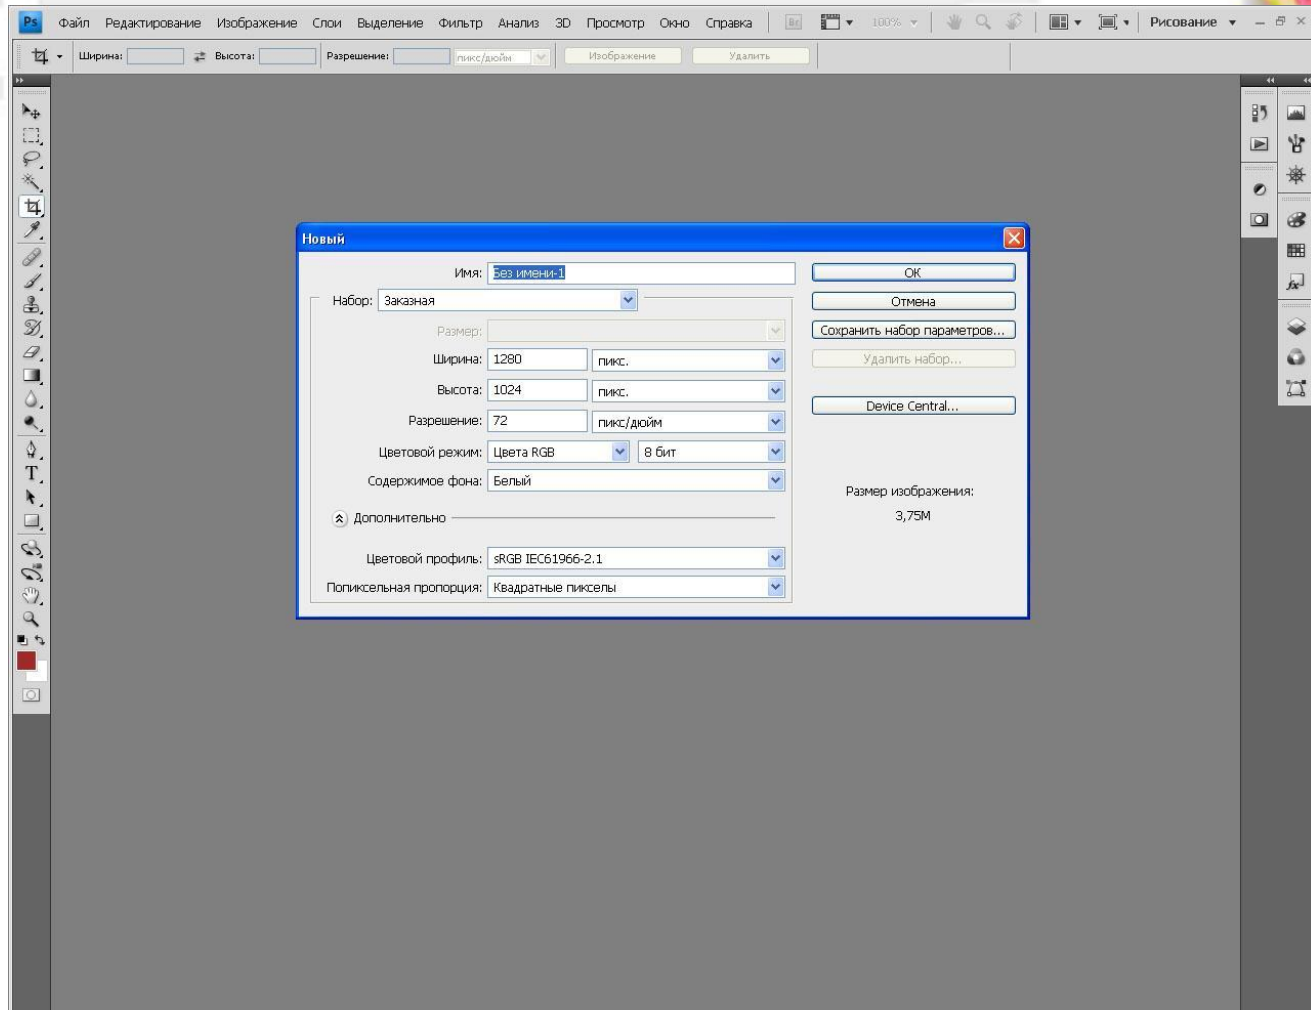 Ps Файл Редактирование Изображение Слои Выделение Фильтр Анализ 3D Просмотр Окно Справка Br 100% Рисование
Ширина: Высота: Разрешение: пикс/дюйм Изображение Удалить
Новый
Имя: Без имени-1 ОК
Набор: Заказная Отмена
Размер: Сохранить набор параметров...
Ширина: 1280 пикс. Удалить набор...
Высота: 1024 пикс.
Device Central...
Разрешение: 72 пикс/дюйм
Цветовой режим: Цвета RGB 8 бит
Содержимое фона: Белый
Размер изображения:
Дополнительно 3,75М
Цветовой профиль: sRGB IEC61966-2.1
Попиксельная пропорция: Квадратные пикселы